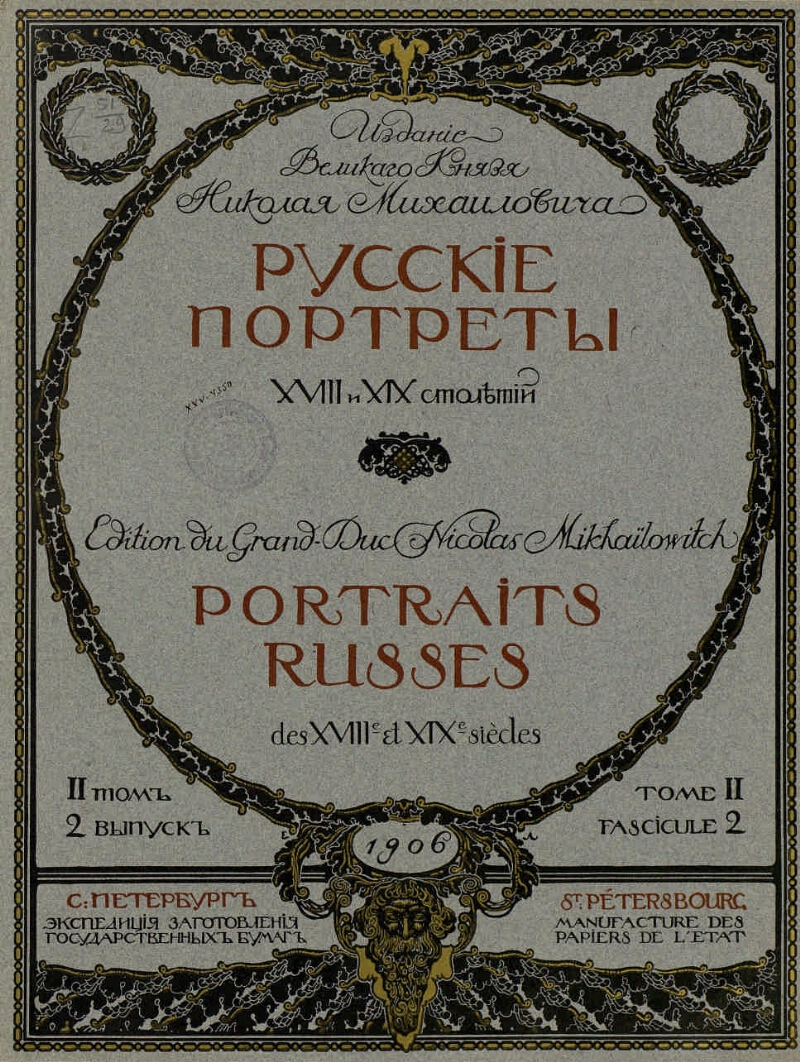 Изданіе
Великаго Князя
Николая Михаиловича
РУССКІЕ
ПОРТРЕТЫ
XVIII и XIX столѣтій
Edition du Grand-Duc Nicolas Mikhaïlowitch
PORTRAITS
RUSSES
des XVIIIe et XIXe siècles
II томъ
2 выпускъ
TOME II
FASCICULE 2
1906
С: ПЕТЕРБУРГЪ
ЭКСПЕДИЦІЯ ЗАГОТОВЛЕНІЯ
ГОСУДАРСТВЕННЫХЪ БУМАГЪ
ST. PÉTERSBOURG
MANUFACTURE DES
PAPIERS DE L'ETAT